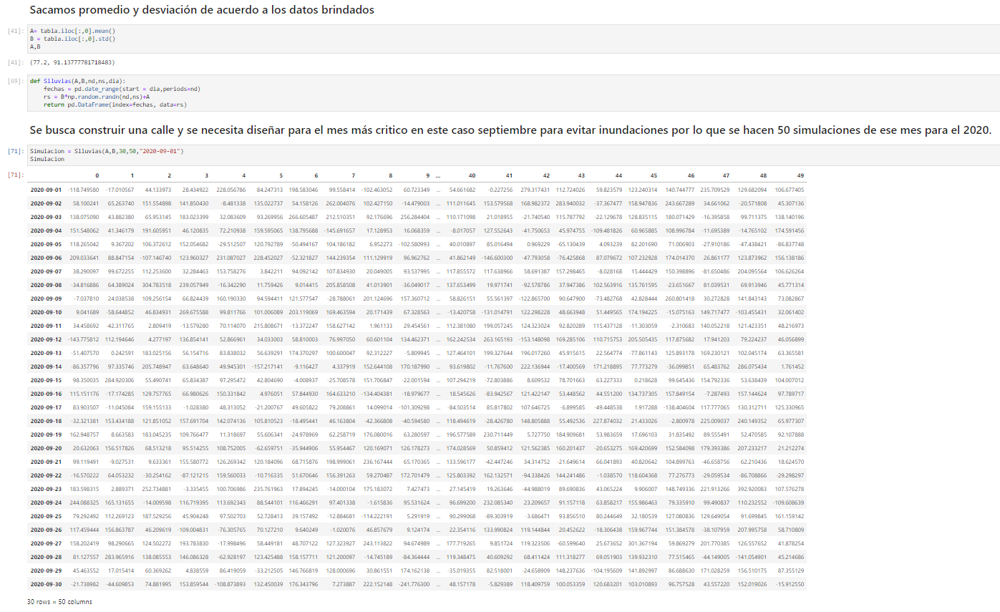 Sacamos promedio y desviación de acuerdo a los datos brindados
[41]: A= tabla.iloc[:,0].mean()
B = tabla.iloc[:,0].std()
A,B
[41]: (77.2, 91.13777781718483)
[69]: def Slluvias(A,B,nd,ns,dia):
fechas = pd.date_range(start = dia,periods=nd)
rs = B*np.random.randn(nd,ns)+A
return pd.DataFrame(index=fechas, data=rs)
Se busca construir una calle y se necesita diseñar para el mes más critico en este caso septiembre para evitar inundaciones por lo que se hacen 50 simulaciones de ese mes para el 2020.
[71]: Simulacion = Slluvias(A,B,30,50,"2020-09-01")
Simulacion
[71]: 0 1 2 3 4 5 6 7 8 9 ... 40 41 42 43 44 45 46 47 48 49
2020-09-01 -118.749580 -17.010567 44.133973 28.434922 228.056786 84.247313 198.583046 99.558414 -102.463052 60.723349 ... 54.661682 -0.227256 279.317431 112.724026 59.823579 123.240314 140.744777 235.709529 129.682094 106.677405
2020-09-02 58.100241 65.263740 151.554898 141.850430 -8.481338 135.022737 54.158126 262.004076 102.427150 -14.479003 ... 111.011645 153.579568 168.982372 283.940032 -37.367477 158.947836 243.667289 34.661062 -20.571808 45.307136
2020-09-03 138.075090 43.882380 65.953145 183.023399 32.083609 93.269956 266.605487 212.510351 92.176696 256.284404 ... 110.171098 21.018955 -21.740540 115.787792 -22.129678 128.835115 180.071429 -16.395858 99.711375 138.140196
2020-09-04 151.548062 41.346179 191.605951 46.120835 72.210938 159.595065 138.795688 -145.691657 17.128953 16.068359 ... -8.017057 127.552643 -41.750653 45.974755 -109.481826 60.965885 108.996784 -11.695389 -14.765102 174.591456
2020-09-05 118.265042 9.367202 106.372612 152.054682 -29.512507 120.792789 -50.494167 104.186182 6.952273 -102.580993 ... 40.010897 85.016494 0.969229 -65.130439 4.093239 82.201690 71.006903 -27.910186 -47.438421 -86.837748
2020-09-06 209.033641 88.847154 -107.146740 123.960327 231.087027 228.452027 -52.321827 144.239354 111.129919 96.962762 ... 41.862149 -146.600300 -47.793058 -76.425868 87.079672 107.232928 174.014370 26.861177 123.873962 156.138186
2020-09-07 38.290097 99.672255 112.253600 32.284463 153.758276 3.842211 94.092142 107.834930 20.049005 93.537995 ... 117.855572 117.638966 58.691387 157.298465 -8.028168 15.444429 150.398896 -81.650486 204.095564 106.626264
2020-09-08 -34.816886 64.389024 304.783518 239.057949 -16.342290 11.759426 9.014415 205.858508 41.013901 -36.049017 ... 137.653499 19.971741 -92.578786 37.947386 102.563916 135.761595 -23.651667 81.039531 69.913946 45.771314
2020-09-09 -7.037810 24.038538 109.256154 66.824439 160.190330 94.594411 121.577547 -28.788061 201.124696 157.360712 ... 58.826151 55.561397 -122.865700 90.647900 -73.482768 42.828444 260.801418 30.272828 141.843143 73.082867
2020-09-10 9.041689 -58.644852 46.834931 269.675588 99.811766 101.006089 203.119069 169.463594 20.171439 67.328563 ... -13.420758 -131.014791 122.298228 48.663948 51.449565 174.194225 -15.075163 149.717477 -103.455431 32.061402
2020-09-11 34.458692 -42.311765 2.809419 -13.579280 70.114070 215.808671 -13.372247 158.627142 1.961133 29.454561 ... 112.381080 199.057245 124.323024 92.820289 115.437128 -11.303059 -2.310683 140.052218 121.423351 48.216973
2020-09-12 -143.775812 112.194646 4.277197 136.854141 52.866961 34.033003 58.810003 76.997050 60.601104 134.462371 ... 162.242534 263.165193 -153.148098 169.285106 110.715753 205.505435 117.875682 17.941203 79.224237 46.056899
2020-09-13 -51.407570 0.242591 183.025156 56.154716 83.838032 56.639291 174.370297 100.600047 92.312227 -5.809945 ... 127.464101 199.327644 196.017260 45.915615 22.564774 -77.861143 125.893178 169.230121 102.045174 63.365581
2020-09-14 -86.357796 97.335746 205.748947 63.648640 49.945301 -157.217141 -9.116427 4.337919 152.644108 170.187990 ... 93.619802 -11.767600 222.136944 -17.400569 171.218895 77.773279 -36.099851 65.483762 286.075434 1.761452
2020-09-15 98.350035 284.920306 55.490741 65.834387 97.295472 42.804690 -4.008937 -25.708578 151.706847 -22.001594 ... 107.294219 -72.803886 8.609532 78.701663 63.227333 0.218628 99.645436 154.792336 53.638439 104.007012
2020-09-16 115.151176 -17.174285 129.757765 66.980626 150.331842 4.976051 57.844930 164.633210 -134.404381 -18.979677 ... 18.545626 -83.942567 121.422147 53.448562 44.551200 134.737305 157.849154 -7.287493 157.144624 97.789717
2020-09-17 83.903507 -11.045084 159.155133 -1.028380 48.313052 -21.200767 49.605822 79.208861 14.099014 -101.309298 ... -84.503514 85.817802 107.646725 -6.899585 -49.448538 1.917288 -138.404604 117.777065 130.312711 125.330965
2020-09-18 -32.321381 153.434188 121.851052 157.691704 142.074136 105.810523 -18.495441 46.163804 -42.366808 -40.594580 ... 118.494619 -28.426780 148.805888 55.492536 227.874032 21.433026 -2.800978 225.009037 240.149352 65.977307
2020-09-19 162.948757 8.663583 183.045235 109.766477 11.318697 55.606341 -24.978969 62.258719 176.080016 63.280597 ... 196.577589 230.711449 5.727750 184.909681 53.983659 17.696103 31.835492 89.555491 52.470585 92.107888
2020-09-20 20.632063 156.517826 68.513218 95.514255 108.752005 -62.659751 -35.944906 55.954467 120.169071 126.178273 ... 174.028569 50.859412 121.562385 160.201437 -20.653275 169.420699 152.584098 179.393386 207.233217 21.212274
2020-09-21 99.119491 -9.027531 9.633361 155.580772 126.269342 120.184096 68.715876 198.999061 236.167444 65.170365 ... 133.596177 -42.447246 34.314752 -21.649614 66.041893 40.820642 104.899763 -46.658756 62.210436 18.624570
2020-09-22 -16.570222 64.053232 -30.254162 -87.121215 159.560033 -10.716335 51.670646 156.391263 59.270487 172.701479 ... 125.803392 162.132571 -94.338426 144.241486 -1.038570 118.604368 77.276773 -29.059534 -86.708866 -29.298297
2020-09-23 183.598315 2.889371 252.734881 -3.335455 100.706986 235.761963 17.894245 -14.000104 175.183072 7.427473 ... 27.145419 19.263646 -44.988019 89.690836 43.065224 9.906007 148.749336 221.913266 392.920083 107.576278
2020-09-24 244.088325 165.131655 -14.009598 116.719395 113.692343 88.544101 116.466291 97.401338 -1.615836 95.531624 ... 96.699200 232.085340 23.209657 91.157118 63.858217 155.986463 79.335910 99.490837 110.232552 -109.608639
2020-09-25 79.292492 112.269123 187.529256 45.904248 97.502703 52.728413 39.157492 -12.884681 -114.222191 5.291919 ... 90.299068 -89.303919 -3.686471 93.856510 80.244649 32.180539 127.080836 129.649054 91.699845 161.159142
2020-09-26 117.459444 156.863787 46.209619 -109.004831 -76.305765 70.127210 9.640249 -1.020076 46.857679 9.124174 ... 22.354116 133.990824 119.144844 20.452622 -18.306438 159.967744 151.384578 -38.107959 207.995758 58.710809
2020-09-27 158.202419 98.290665 124.502272 193.783830 -17.998496 58.449181 48.707122 127.323927 243.113822 94.674989 ... 177.719265 9.851724 119.323506 -60.599640 25.673652 301.367194 59.869279 201.770385 126.557652 41.878254
2020-09-28 81.127557 283.965916 138.085553 146.086328 -62.928197 123.425488 158.157711 121.200097 -14.745189 -84.364444 ... 119.348475 40.609292 68.411424 111.318277 69.051903 139.932310 77.515465 -44.149005 -141.054901 45.214686
2020-09-29 45.463552 17.015414 60.369262 4.838559 86.419059 -33.212505 146.766819 128.000696 30.861551 174.162138 ... -35.019355 82.518001 -24.658909 148.237636 -104.195609 141.892997 86.688630 171.028259 156.510175 87.355129
2020-09-30 -21.738982 -44.609853 74.881995 153.859544 -108.873893 132.450039 176.343796 7.273887 222.152148 -241.776300 ... 48.157178 -5.829389 118.409759 100.053359 120.683201 103.010893 96.757528 43.557220 152.019026 -15.912550
30 rows × 50 columns